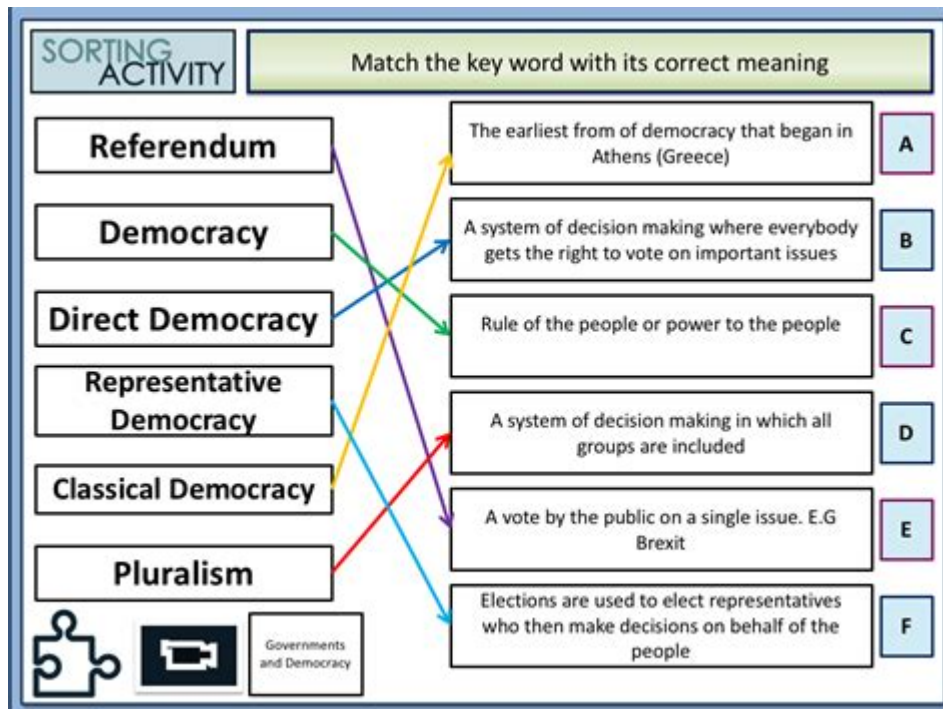 SORTING
ACTIVITY
Match the key word with its correct meaning
Referendum
Democracy
Direct Democracy
Representative
Democracy
Classical Democracy
Pluralism
The earliest from of democracy that began in
Athens (Greece)
A
A system of decision making where everybody
gets the right to vote on important issues
B
Rule of the people or power to the people
C
A system of decision making in which all
groups are included
D
A vote by the public on a single issue. E.G
Brexit
E
Elections are used to elect representatives
who then make decisions on behalf of the
people
F
Governments
and Democracy